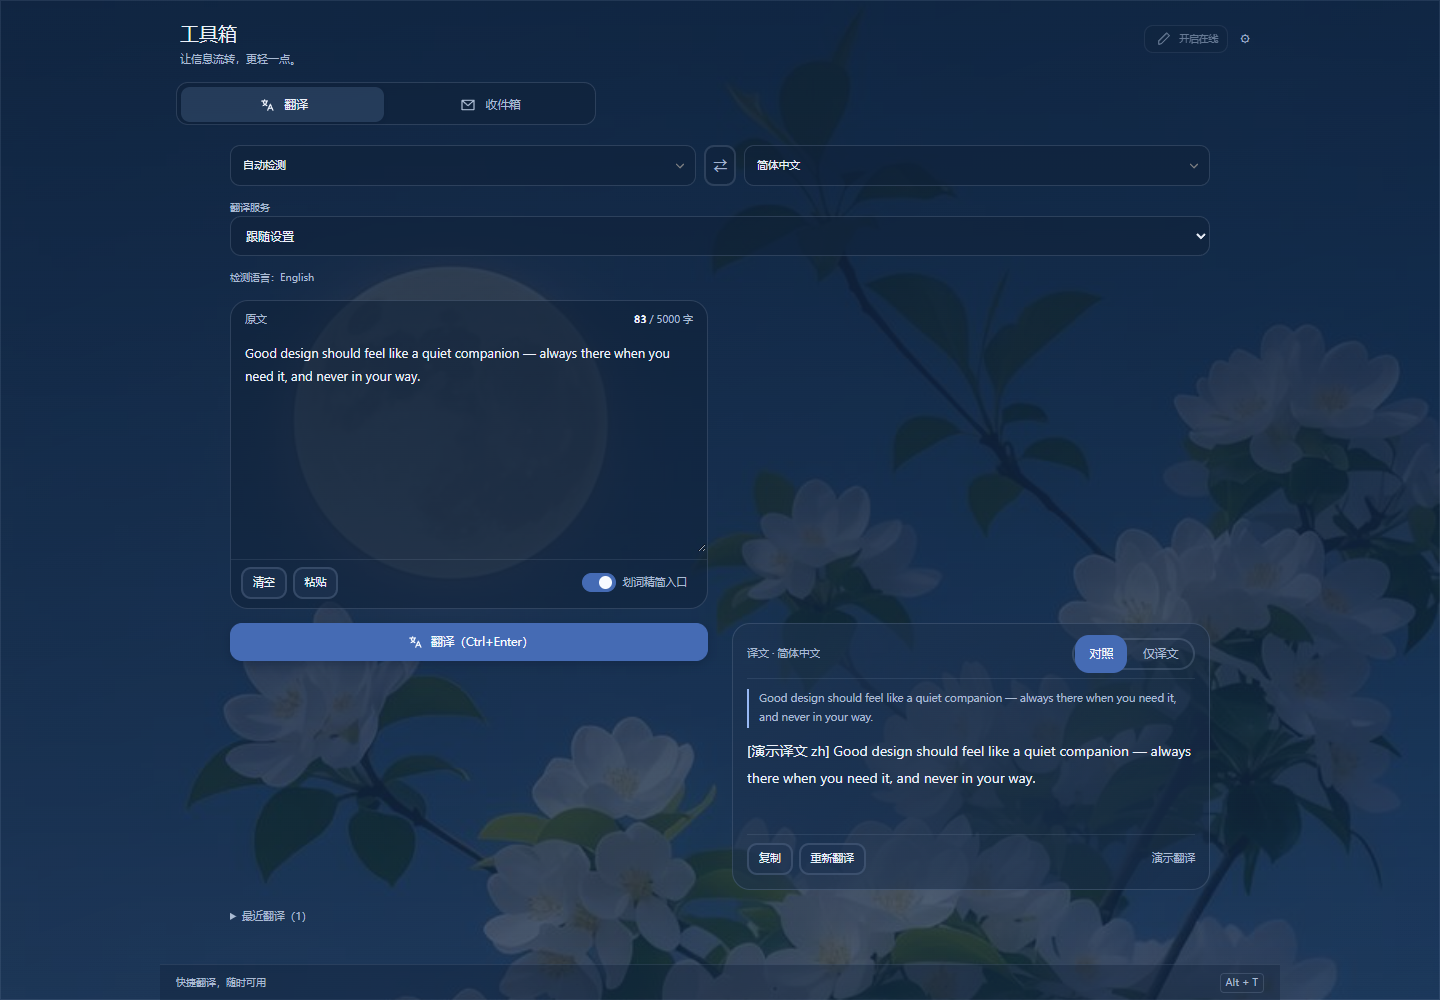 工具箱
让信息流转，更轻一点。
开启在线
翻译
收件箱
自动检测
简体中文
翻译服务
跟随设置
检测语言：English
原文
83 / 5000 字
Good design should feel like a quiet companion — always there when you
need it, and never in your way.
清空
粘贴
划词精简入口
翻译（Ctrl+Enter）
译文 · 简体中文
对照
仅译文
Good design should feel like a quiet companion — always there when you need it,
and never in your way.
[演示译文 zh] Good design should feel like a quiet companion — always
there when you need it, and never in your way.
复制
重新翻译
演示翻译
最近翻译（1）
快捷翻译，随时可用
Alt + T